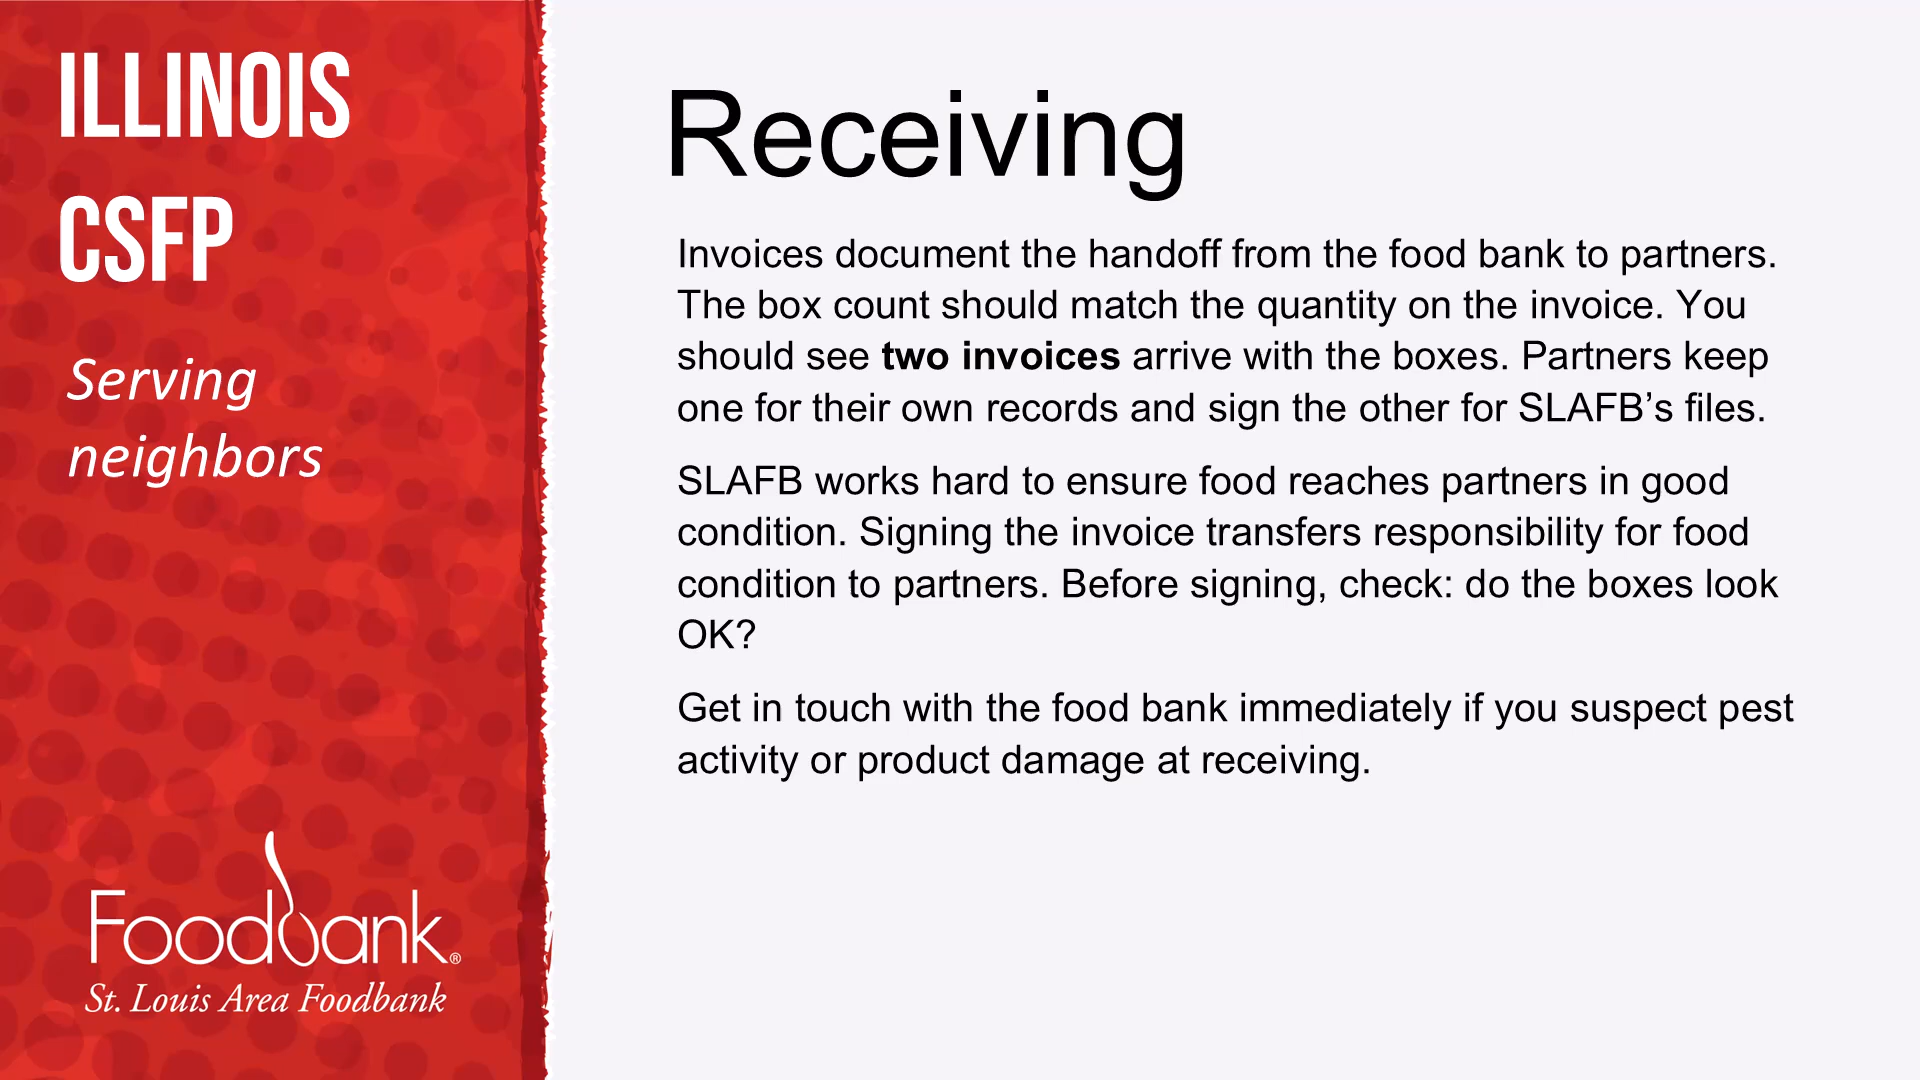 ILLINOIS
CSFP
Serving
neighbors
Foodbank®
St. Louis Area Foodbank
Receiving
Invoices document the handoff from the food bank to partners.
The box count should match the quantity on the invoice. You
should see two invoices arrive with the boxes. Partners keep
one for their own records and sign the other for SLAFB’s files.
SLAFB works hard to ensure food reaches partners in good
condition. Signing the invoice transfers responsibility for food
condition to partners. Before signing, check: do the boxes look
OK?
Get in touch with the food bank immediately if you suspect pest
activity or product damage at receiving.